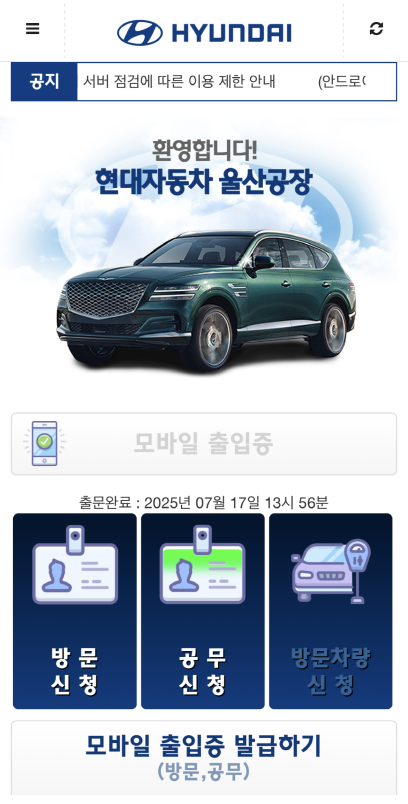 HYUNDAI
공지 서버 점검에 따른 이용 제한 안내 (안드로
환영합니다!
현대자동차 울산공장
모바일 출입증
출문완료 : 2025년 07월 17일 13시 56분
방 문
신 청
공 무
신 청
방문차량
신 청
모바일 출입증 발급하기
(방문,공무)